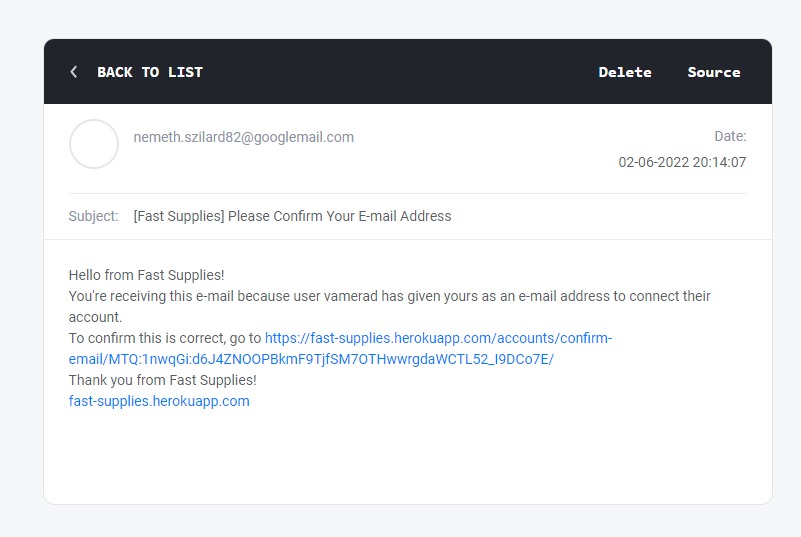 BACK TO LIST
Delete
Source
nemeth.szilard82@googlemail.com
Date:
02-06-2022 20:14:07
Subject: [Fast Supplies] Please Confirm Your E-mail Address
Hello from Fast Supplies!
You're receiving this e-mail because user vamerad has given yours as an e-mail address to connect their
account.
To confirm this is correct, go to https://fast-supplies.herokuapp.com/accounts/confirm-
email/MTQ:1nwqGi:d6J4ZNOOPBkmF9TjfSM7OTHwwrgdaWCTL52_I9DCo7E/
Thank you from Fast Supplies!
fast-supplies.herokuapp.com